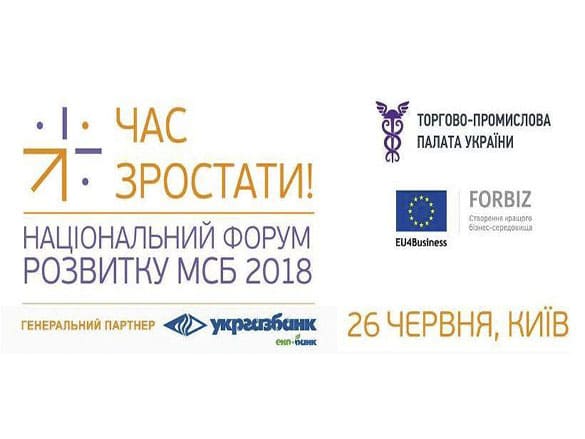 ЧАС
ЗРОСТАТИ!
НАЦІОНАЛЬНИЙ ФОРУМ
РОЗВИТКУ МСБ 2018
ГЕНЕРАЛЬНИЙ ПАРТНЕР
укргазбанк
еко-банк
ТОРГОВО-ПРОМИСЛОВА
ПАЛАТА УКРАЇНИ
EU4Business
FORBIZ
Створення кращого
бізнес-середовища
26 ЧЕРВНЯ, КИЇВ